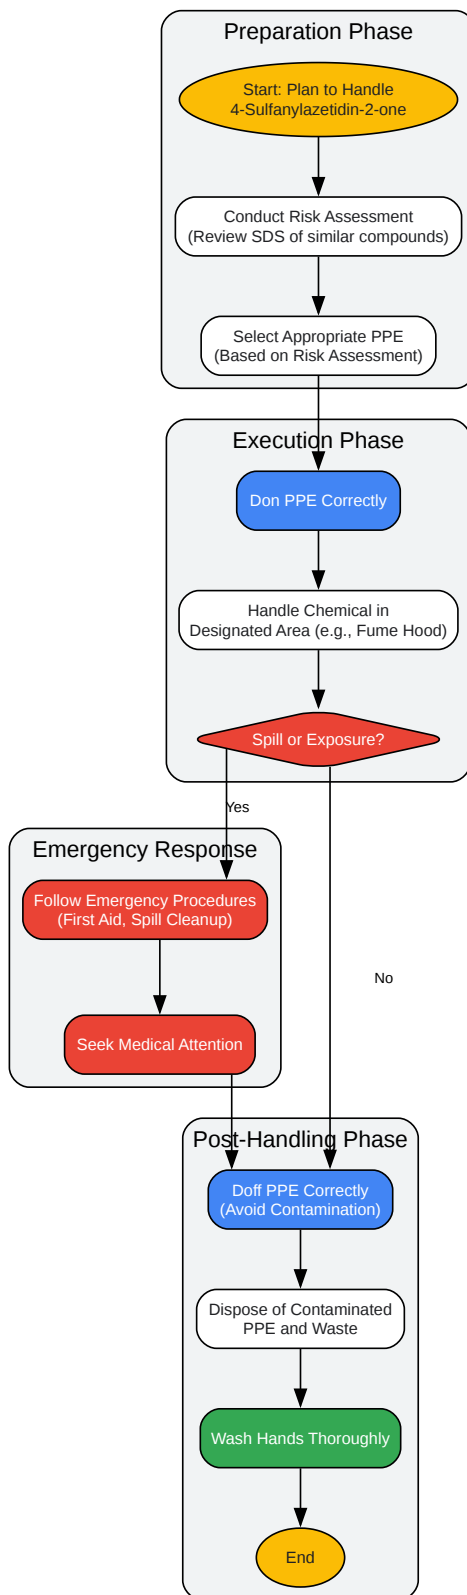 Preparation Phase
Start: Plan to Handle
4-Sulfanylazetidin-2-one
Conduct Risk Assessment
(Review SDS of similar compounds)
Select Appropriate PPE
(Based on Risk Assessment)
Execution Phase
Don PPE Correctly
Handle Chemical in
Designated Area (e.g., Fume Hood)
Spill or Exposure?
Yes
Emergency Response
Follow Emergency Procedures
(First Aid, Spill Cleanup)
No
Seek Medical Attention
Post-Handling Phase
Doff PPE Correctly
(Avoid Contamination)
Dispose of Contaminated
PPE and Waste
Wash Hands Thoroughly
End